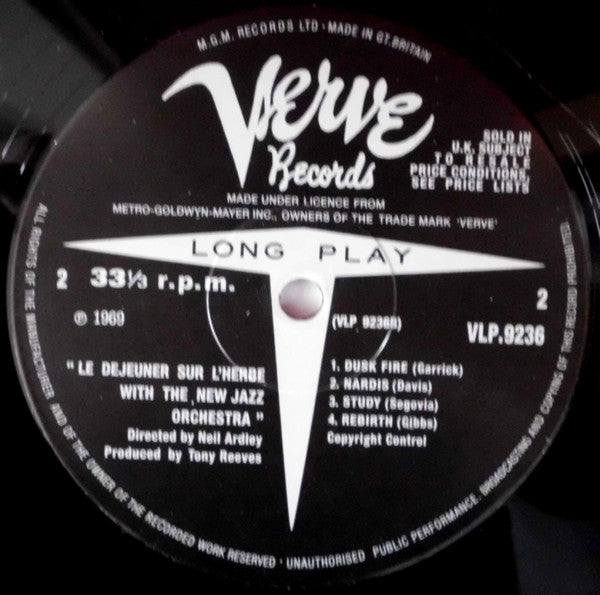 M.G.M. RECORDS LTD · MADE IN GT. BRITAIN
Verve
Records
SOLD IN
U.K. SUBJECT
TO RESALE
PRICE CONDITIONS,
SEE PRICE LISTS
MADE UNDER LICENCE FROM
METRO-GOLDWYN-MAYER INC., OWNERS OF THE TRADE MARK 'VERVE'
LONG PLAY
2 33⅓ r.p.m.
2
℗ 1969
(VLP 9236B)
VLP.9236
" LE DEJEUNER SUR L'HERBE
WITH THE NEW JAZZ
ORCHESTRA "
Directed by Neil Ardley
Produced by Tony Reeves
1. DUSK FIRE (Garrick)
2. NARDIS (Davis)
3. STUDY (Segovia)
4. REBIRTH (Gibbs)
Copyright Control
ALL RIGHTS OF THE MANUFACTURER AND OF THE OWNER OF THE RECORDED WORK RESERVED · UNAUTHORISED PUBLIC PERFORMANCE, BROADCASTING AND COPYING OF THIS RECORD PROHIBITED